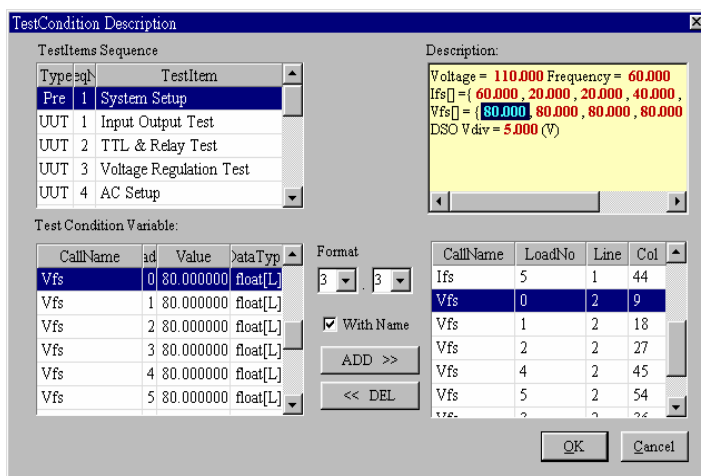 TestCondition Description
TestItems Sequence
Type eqN TestItem
Pre 1 System Setup
UUT 1 Input Output Test
UUT 2 TTL & Relay Test
UUT 3 Voltage Regulation Test
UUT 4 AC Setup
Description:
Voltage = 110.000 Frequency = 60.000
Ifs[] ={ 60.000 , 20.000 , 20.000 , 40.000 ,
Vfs[] = { 80.000 , 80.000 , 80.000 , 80.000
DSO Vdiv = 5.000 (V)
Test Condition Variable:
CallName ad Value DataTyp
Vfs 0 80.000000 float[L]
Vfs 1 80.000000 float[L]
Vfs 2 80.000000 float[L]
Vfs 3 80.000000 float[L]
Vfs 4 80.000000 float[L]
Vfs 5 80.000000 float[L]
Format
3 . 3
With Name
ADD >>
<< DEL
CallName LoadNo Line Col
Ifs 5 1 44
Vfs 0 2 9
Vfs 1 2 18
Vfs 2 2 27
Vfs 4 2 45
Vfs 5 2 54
OK Cancel